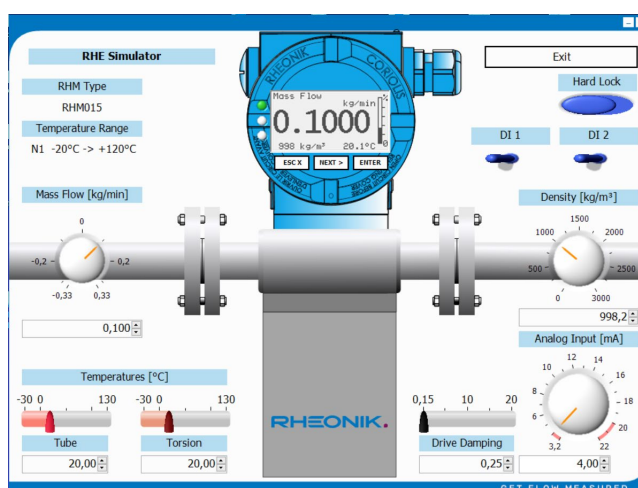 RHE Simulator
RHM Type
RHM015
Temperature Range
N1 -20°C -> +120°C
Mass Flow [kg/min]
0
-0,2
0,2
-0,33
0,33
0,100
RHEONIK CORIOLIS
Mass Flow
kg/min
%
0.1000
0
998 kg/m³ 20.1°C
ESC X NEXT > ENTER
Exit
Hard Lock
DI 1 DI 2
Density [kg/m³]
1500
1000 2000
500 2500
0 3000
998,2
Analog Input [mA]
12 14
10 16
8 18
6 20
3,2 22
4,00
Temperatures [°C]
-30 0 130 -30 0 130
Tube Torsion
20,00 20,00
RHEONIK.
0,15 10 20
Drive Damping
0,25
GET FLOW MEASURED